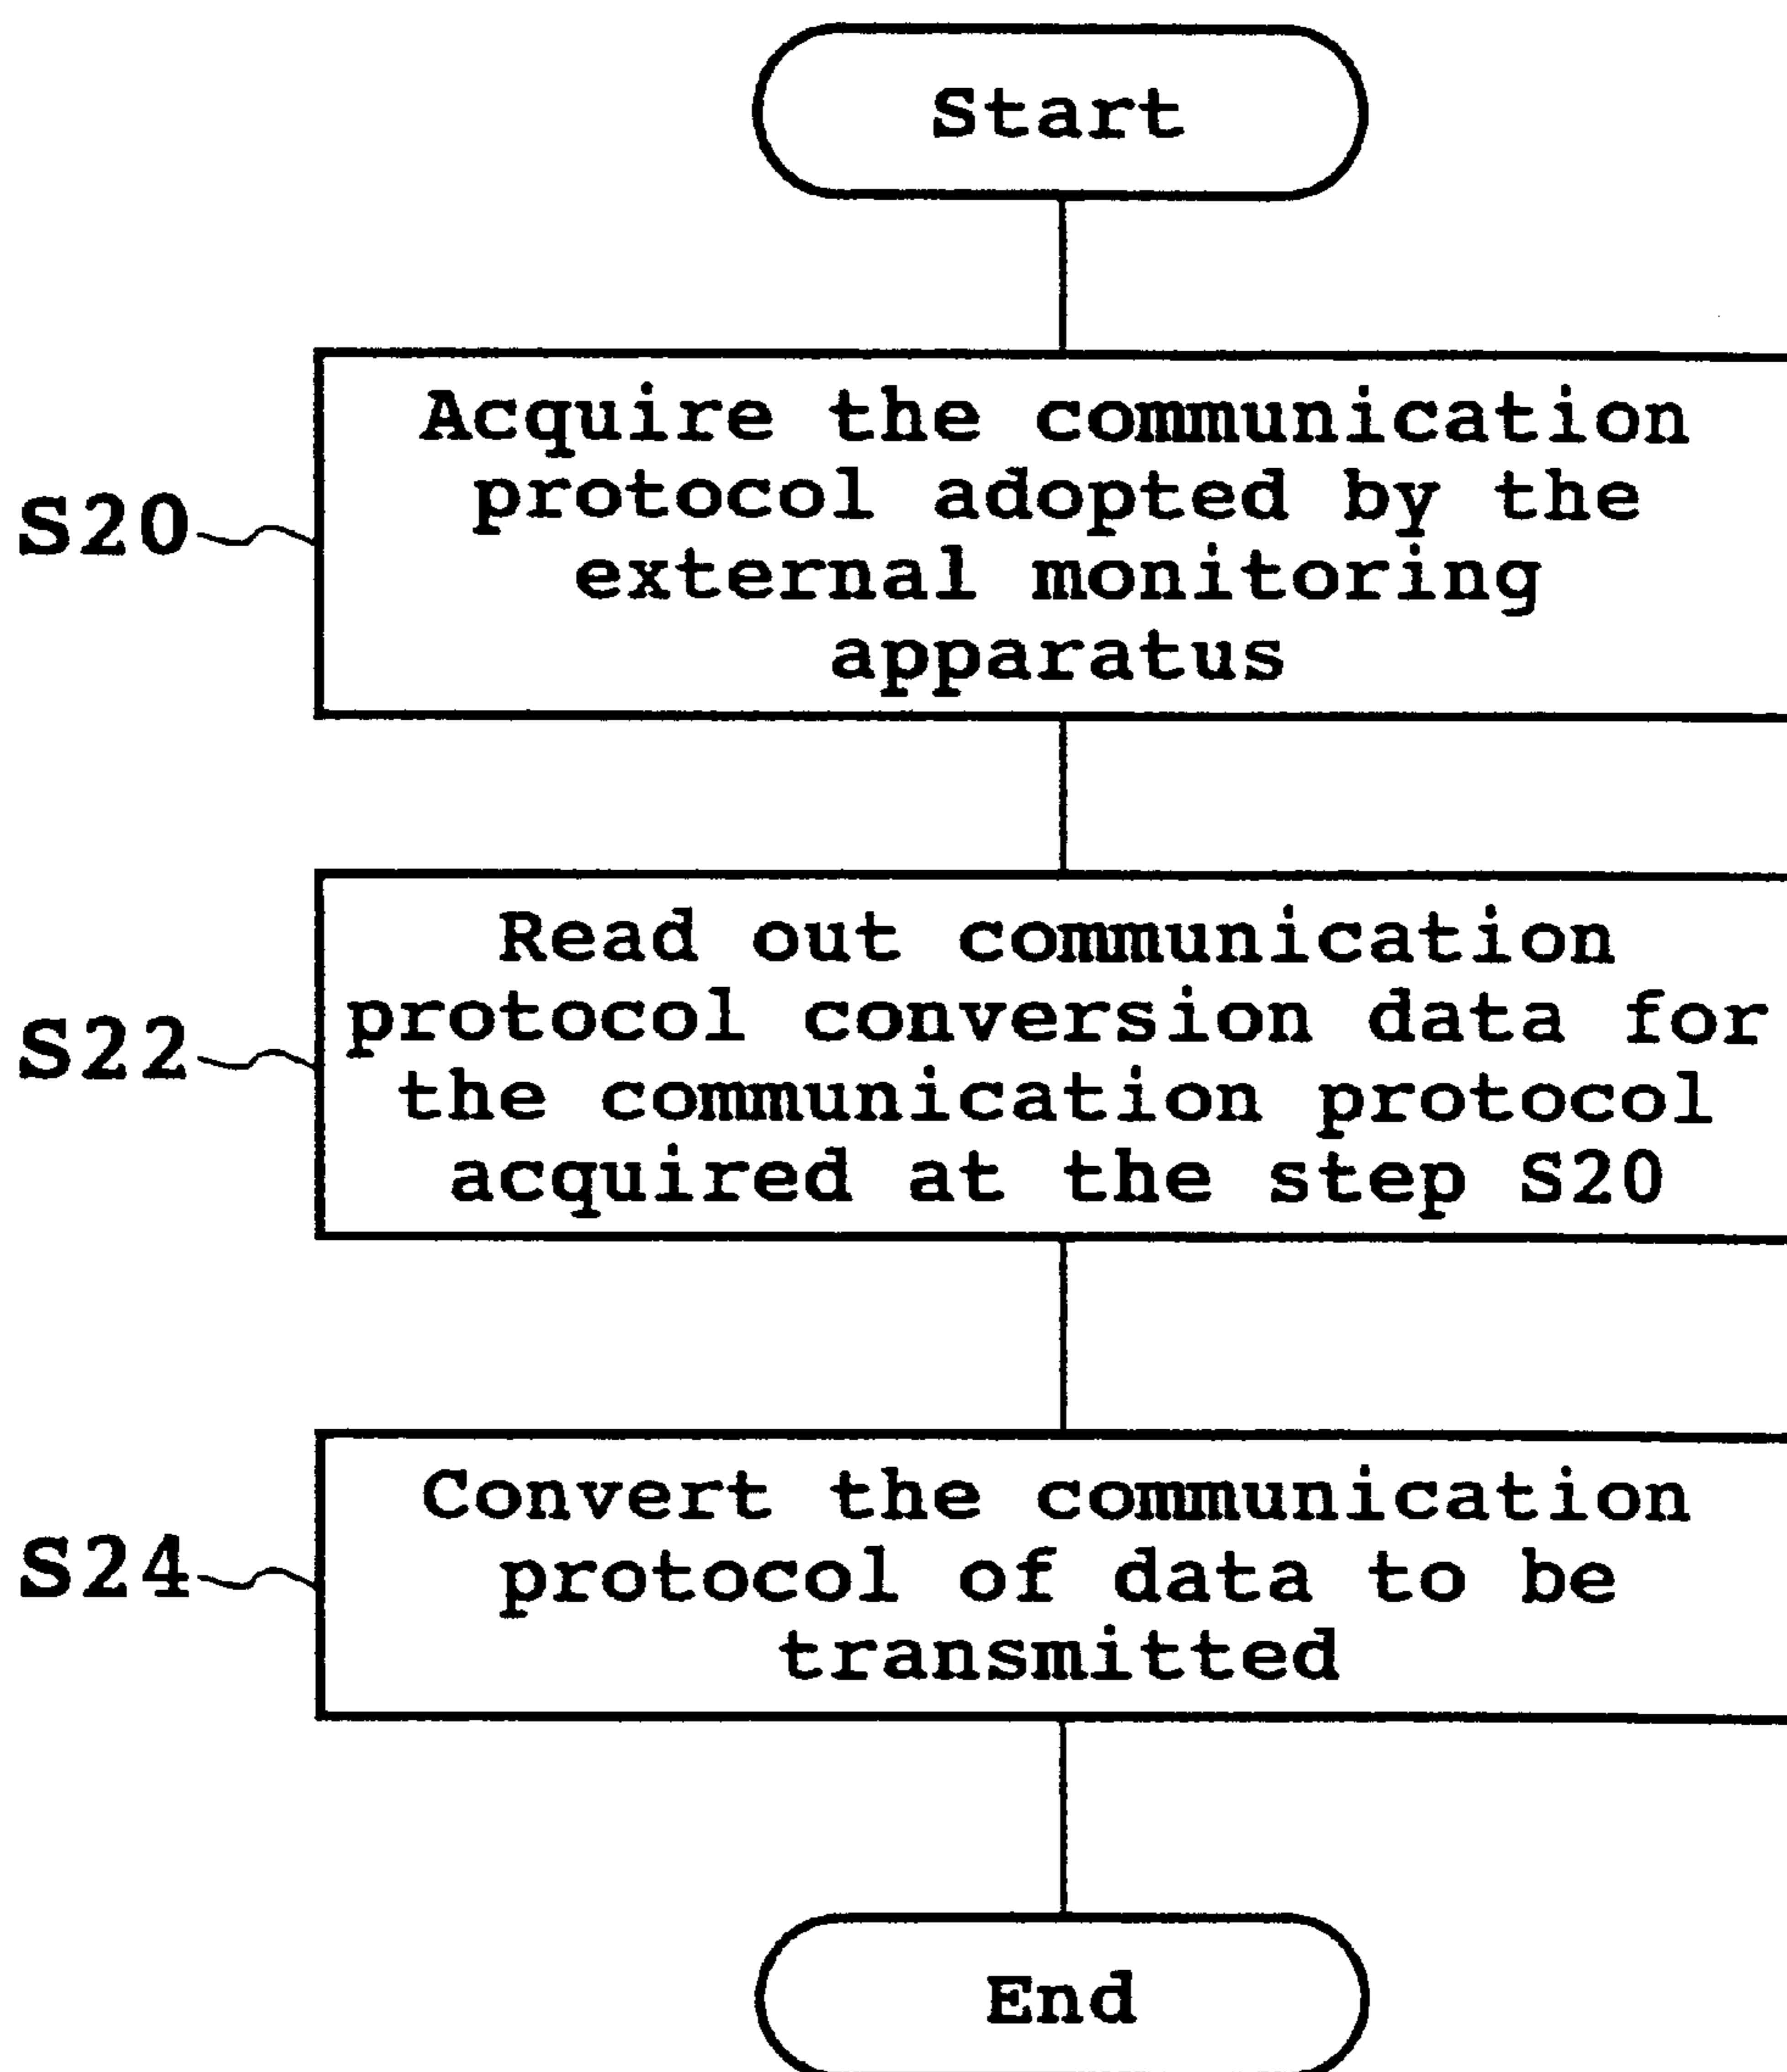 Start
Acquire the communication
protocol adopted by the
external monitoring
apparatus
S20
Read out communication
protocol conversion data for
the communication protocol
acquired at the step S20
S22
Convert the communication
protocol of data to be
transmitted
S24
End